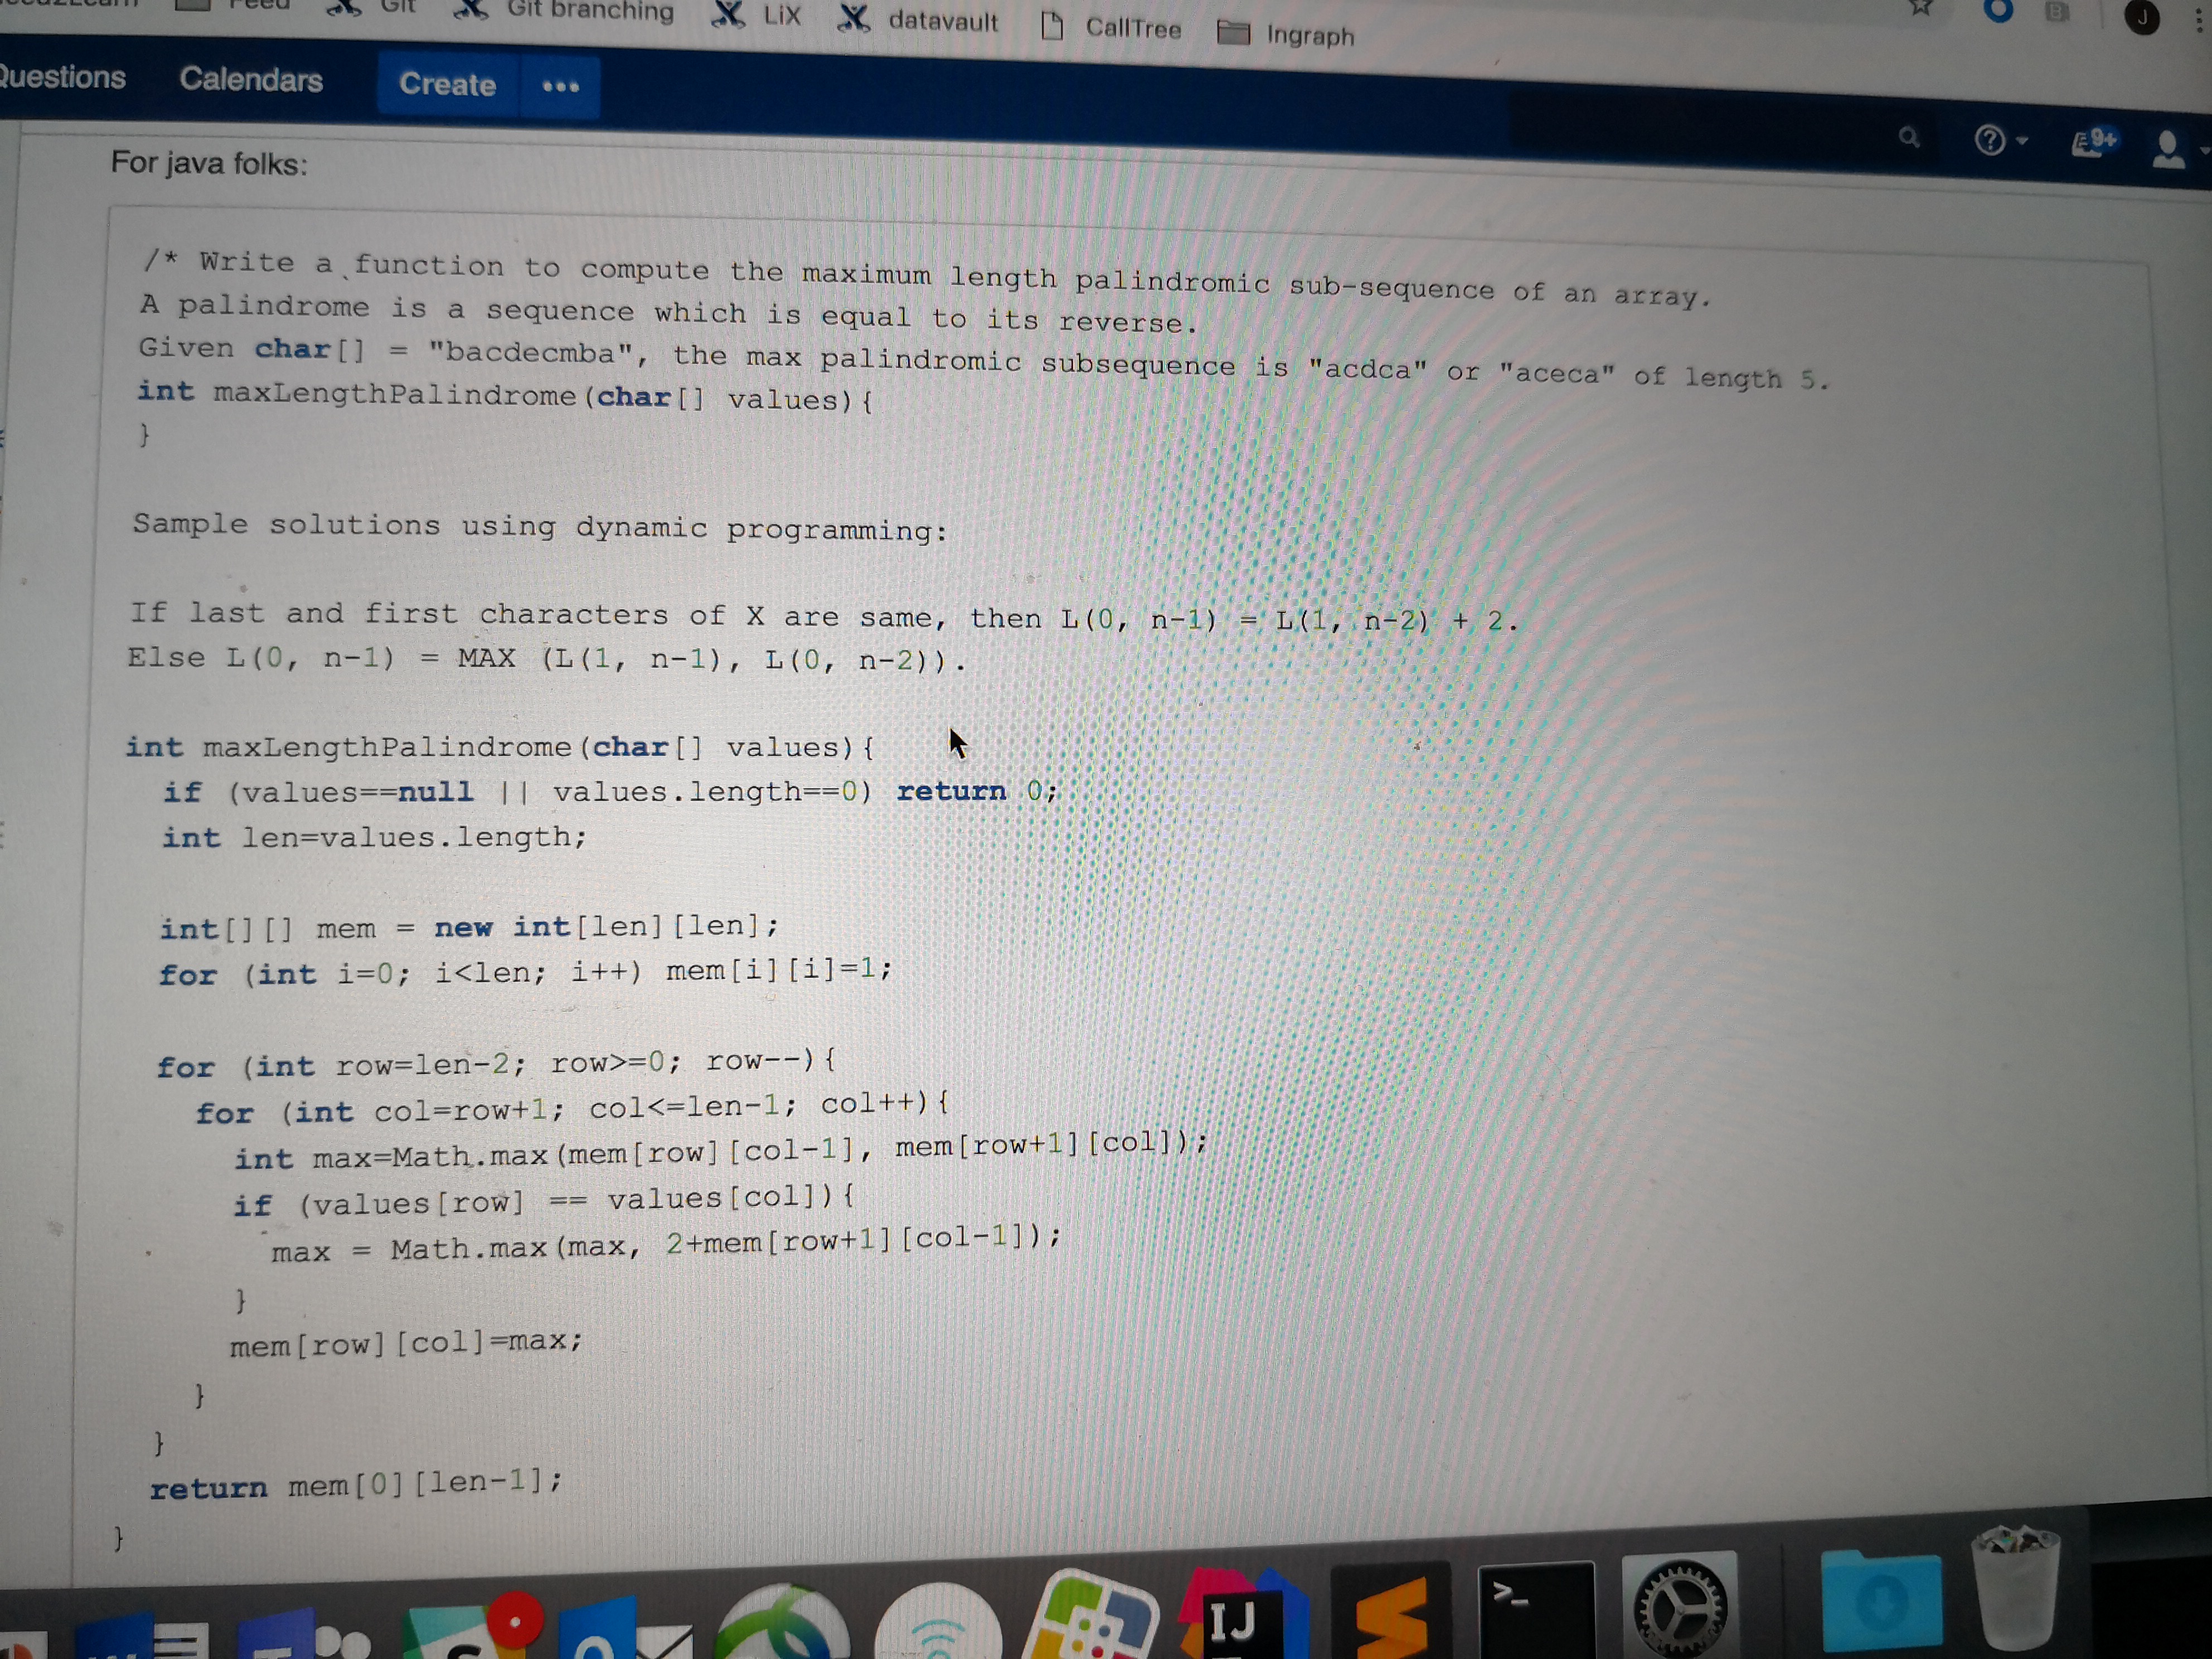 Git
Git branching
LiX
datavault
CallTree
Ingraph
J
Questions
Calendars
Create
•••
?
9+
For java folks:
/* Write a function to compute the maximum length palindromic sub-sequence of an array.
A palindrome is a sequence which is equal to its reverse.
Given char[] = "bacdecmba", the max palindromic subsequence is "acdca" or "aceca" of length 5.
int maxLengthPalindrome(char[] values){
}
Sample solutions using dynamic programming:
If last and first characters of X are same, then L(0, n-1) = L(1, n-2) + 2.
Else L(0, n-1) = MAX (L(1, n-1), L(0, n-2)).
int maxLengthPalindrome(char[] values){
if (values==null || values.length==0) return 0;
int len=values.length;
int[][] mem = new int[len][len];
for (int i=0; i<len; i++) mem[i][i]=1;
for (int row=len-2; row>=0; row--){
for (int col=row+1; col<=len-1; col++){
int max=Math.max(mem[row][col-1], mem[row+1][col]);
if (values[row] == values[col]){
max = Math.max(max, 2+mem[row+1][col-1]);
}
mem[row][col]=max;
}
}
return mem[0][len-1];
}
IJ
>_